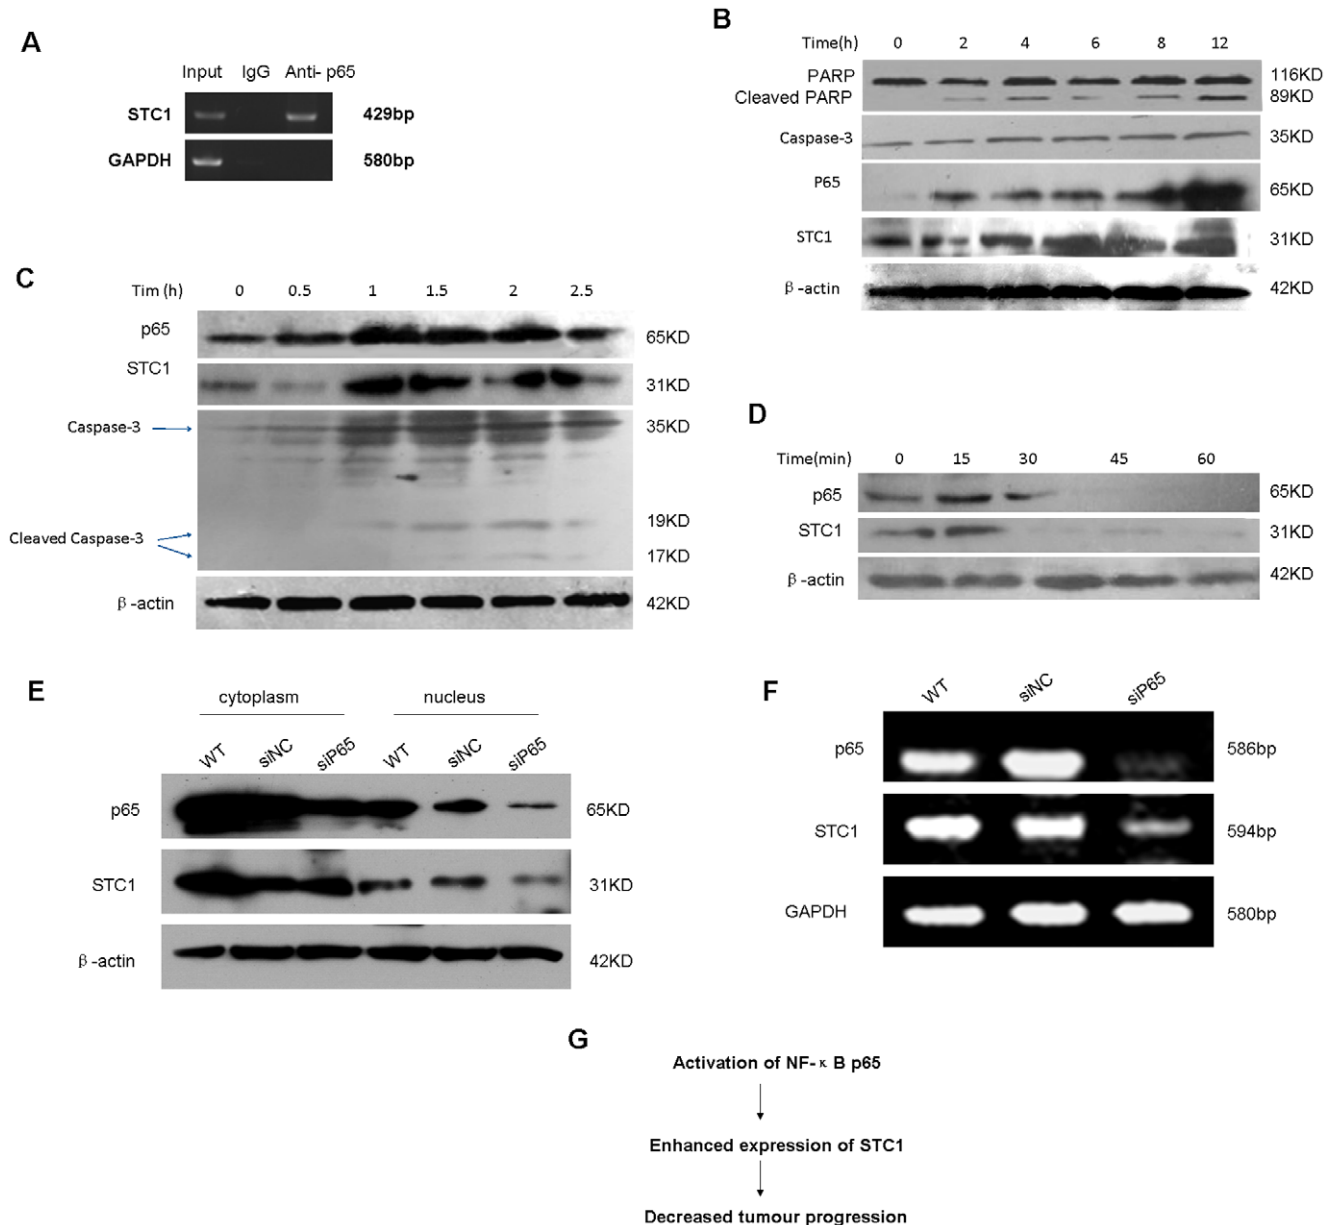 A
Input IgG Anti- p65
STC1 429bp
GAPDH 580bp
B
Time(h) 0 2 4 6 8 12
PARP 116KD
Cleaved PARP 89KD
Caspase-3 35KD
P65 65KD
STC1 31KD
β-actin 42KD
C
Tim (h) 0 0.5 1 1.5 2 2.5
p65 65KD
STC1 31KD
Caspase-3 35KD
19KD
Cleaved Caspase-3
17KD
β-actin 42KD
D
Time(min) 0 15 30 45 60
p65 65KD
STC1 31KD
β-actin 42KD
E
cytoplasm nucleus
WT siNC siP65 WT siNC siP65
p65 65KD
STC1 31KD
β-actin 42KD
F
WT siNC siP65
p65 586bp
STC1 594bp
GAPDH 580bp
G
Activation of NF-κB p65
Enhanced expression of STC1
Decreased tumour progression